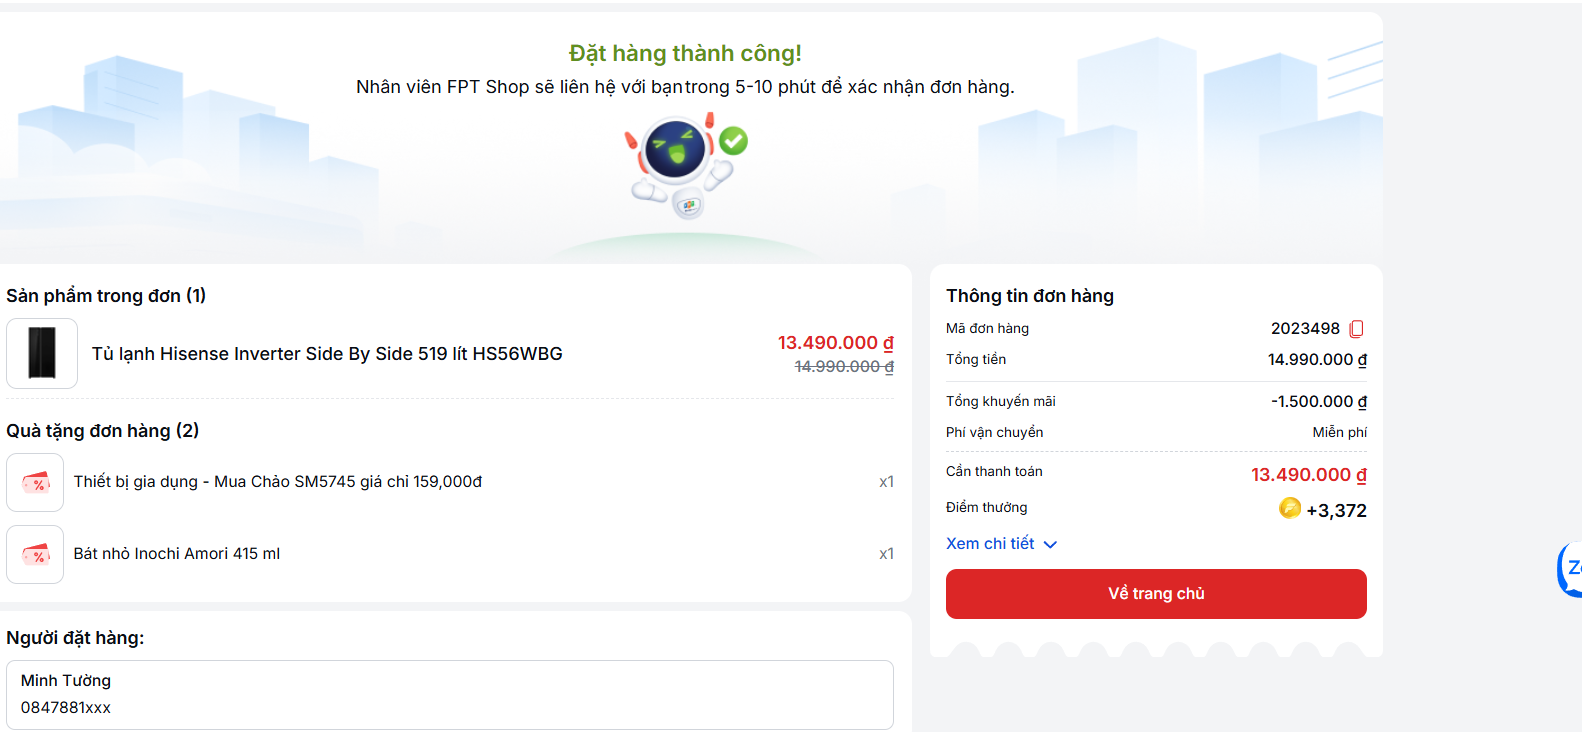 Đặt hàng thành công!
Nhân viên FPT Shop sẽ liên hệ với bạn trong 5-10 phút để xác nhận đơn hàng.
Sản phẩm trong đơn (1)
Tủ lạnh Hisense Inverter Side By Side 519 lít HS56WBG
13.490.000 ₫
14.990.000 ₫
Quà tặng đơn hàng (2)
Thiết bị gia dụng - Mua Chảo SM5745 giá chỉ 159,000đ x1
Bát nhỏ Inochi Amori 415 ml x1
Người đặt hàng:
Minh Tường
0847881xxx
Thông tin đơn hàng
Mã đơn hàng 2023498
Tổng tiền 14.990.000 ₫
Tổng khuyến mãi -1.500.000 ₫
Phí vận chuyển Miễn phí
Cần thanh toán 13.490.000 ₫
Điểm thưởng +3,372
Xem chi tiết
Về trang chủ